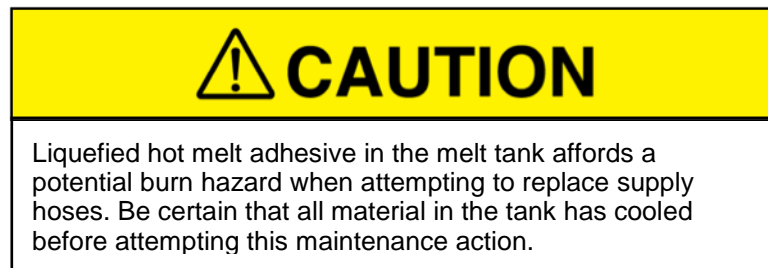 CAUTION
Liquefied hot melt adhesive in the melt tank affords a
potential burn hazard when attempting to replace supply
hoses. Be certain that all material in the tank has cooled
before attempting this maintenance action.